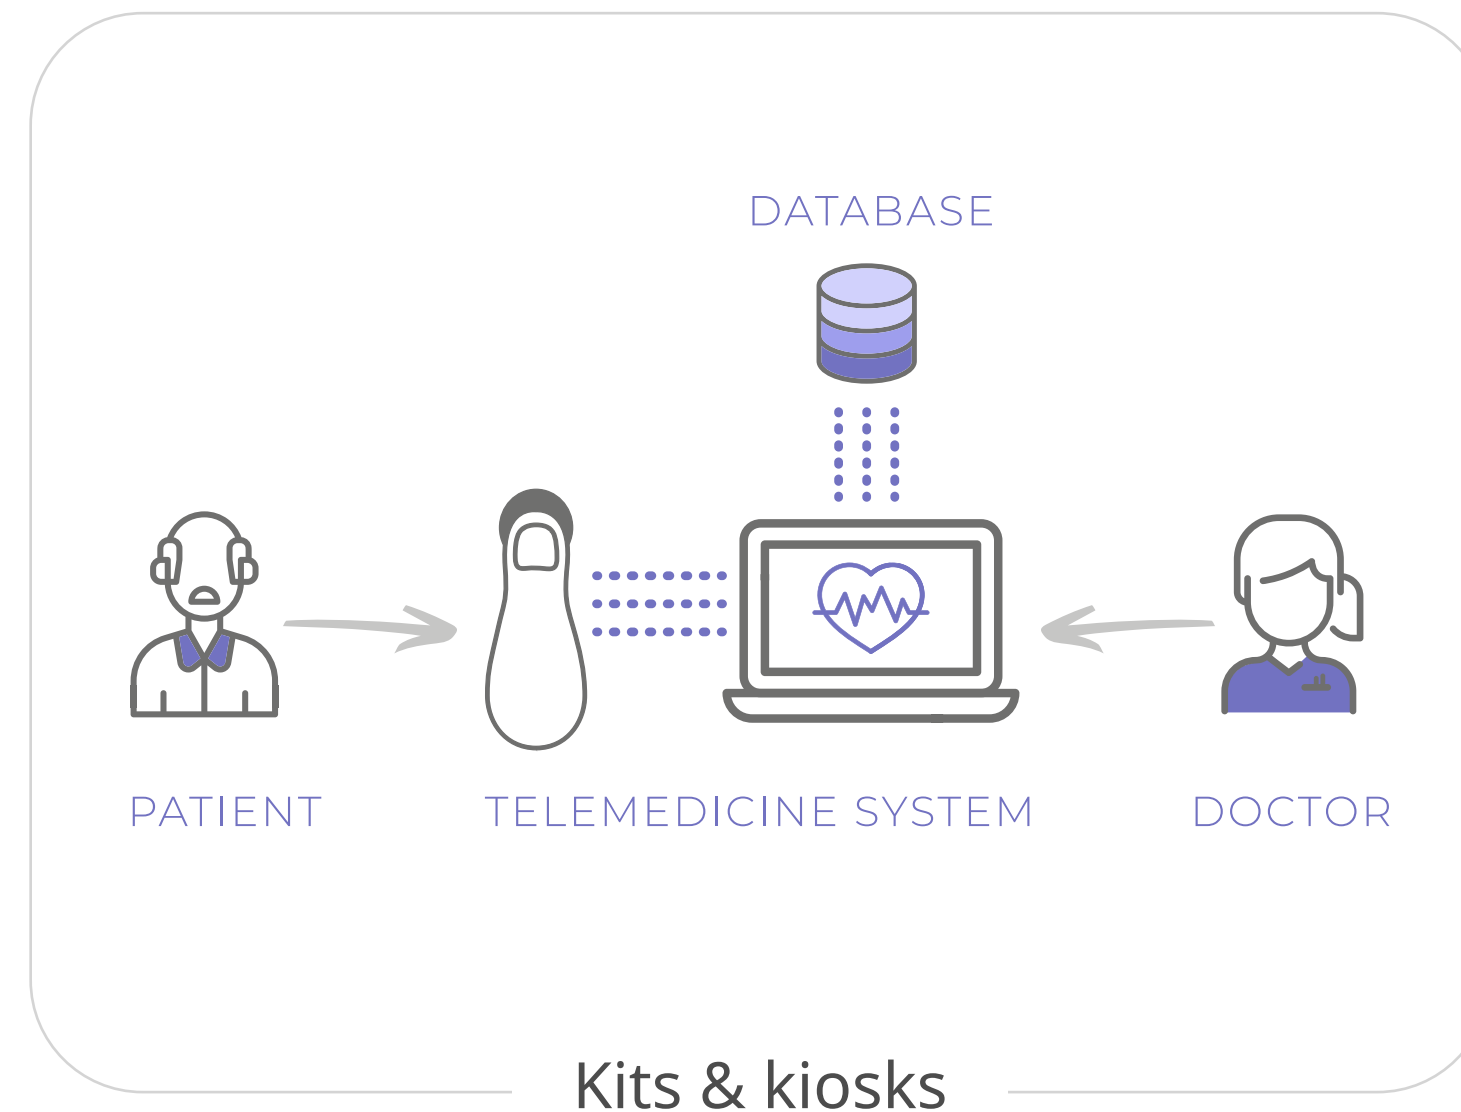 DATABASE
PATIENT
TELEMEDICINE SYSTEM
DOCTOR
Kits & kiosks